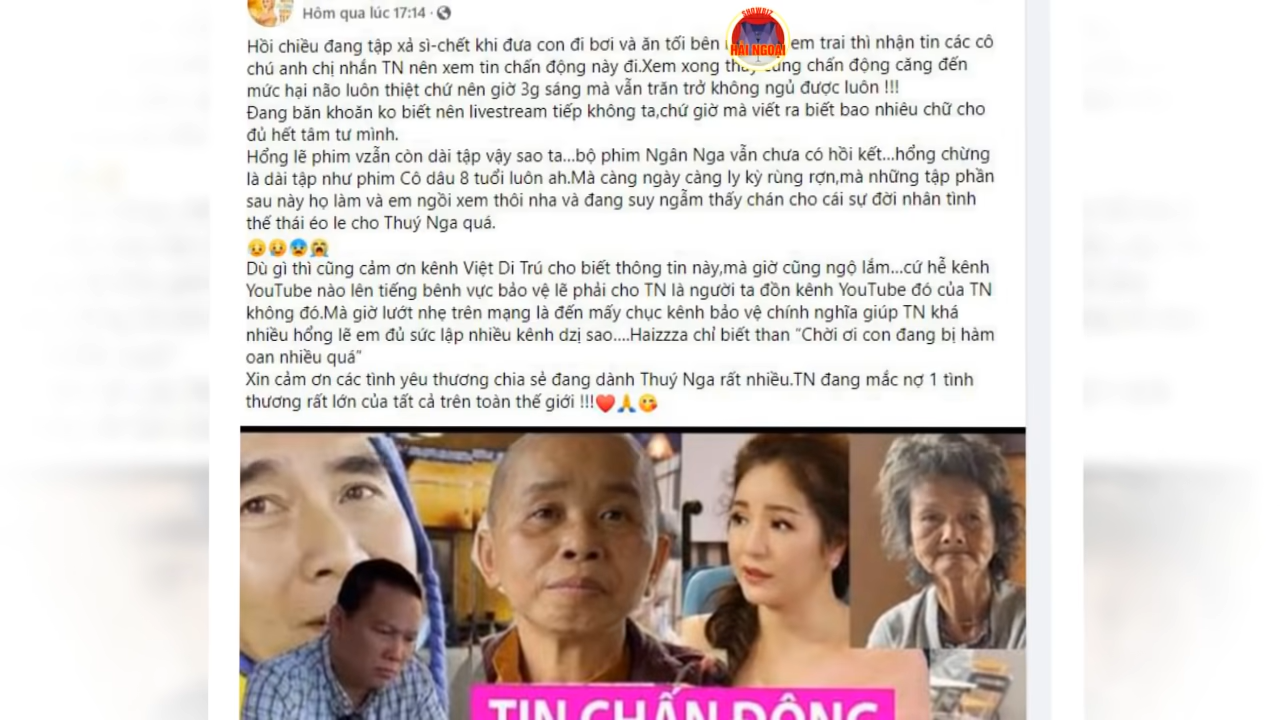 Hôm qua lúc 17:14 ·
SHOWBIZ
HẢI NGOẠI
Hồi chiều đang tập xả sì-chết khi đưa con đi bơi và ăn tối bên em trai thì nhận tin các cô
chú anh chị nhắn TN nên xem tin chấn động này đi.Xem xong thấy cũng chấn động căng đến
mức hại não luôn thiệt chứ nên giờ 3g sáng mà vẫn trăn trở không ngủ được luôn !!!
Đang băn khoăn ko biết nên livestream tiếp không ta,chứ giờ mà viết ra biết bao nhiêu chữ cho
đủ hết tâm tư mình.
Hổng lẽ phim vzẫn còn dài tập vậy sao ta...bộ phim Ngân Nga vẫn chưa có hồi kết...hổng chừng
là dài tập như phim Cô dâu 8 tuổi luôn ah.Mà càng ngày càng ly kỳ rùng rợn,mà những tập phần
sau này họ làm và em ngồi xem thôi nha và đang suy ngẫm thấy chán cho cái sự đời nhân tình
thế thái éo le cho Thuý Nga quá.
😣😢😰😭
Dù gì thì cũng cảm ơn kênh Việt Di Trú cho biết thông tin này,mà giờ cũng ngộ lắm...cứ hễ kênh
YouTube nào lên tiếng bênh vực bảo vệ lẽ phải cho TN là người ta đồn kênh YouTube đó của TN
không đó.Mà giờ lướt nhẹ trên mạng là đến mấy chục kênh bảo vệ chính nghĩa giúp TN khá
nhiều hổng lẽ em đủ sức lập nhiều kênh dzị sao....Haizzza chỉ biết than "Chời ơi con đang bị hàm
oan nhiều quá"
Xin cảm ơn các tình yêu thương chia sẻ đang dành Thuý Nga rất nhiều.TN đang mắc nợ 1 tình
thương rất lớn của tất cả trên toàn thế giới !!!❤️🙏😘
TIN CHẤN ĐỘNG